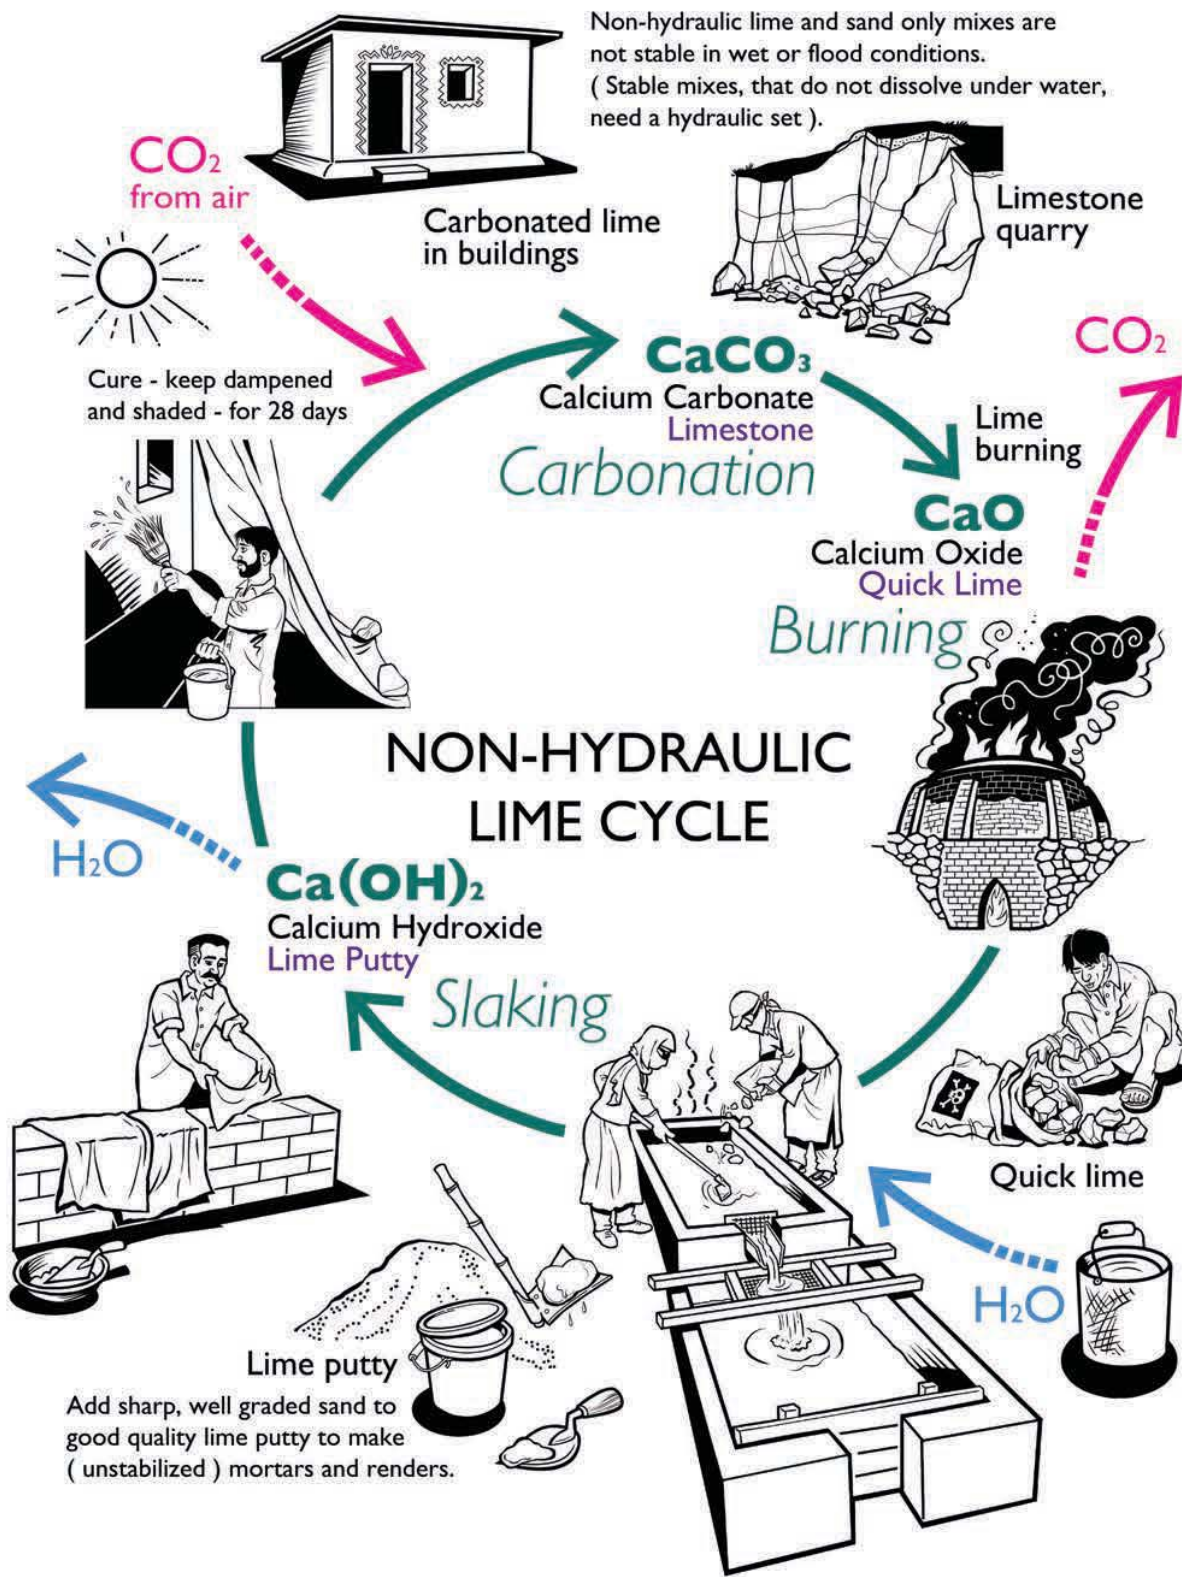 Non-hydraulic lime and sand only mixes are
not stable in wet or flood conditions.
( Stable mixes, that do not dissolve under water,
need a hydraulic set ).
CO₂
from air
Carbonated lime
in buildings
Limestone
quarry
Cure - keep dampened
and shaded - for 28 days
CaCO₃
Calcium Carbonate
Limestone
Carbonation
CO₂
Lime
burning
CaO
Calcium Oxide
Quick Lime
Burning
NON-HYDRAULIC
LIME CYCLE
H₂O
Ca(OH)₂
Calcium Hydroxide
Lime Putty
Slaking
Quick lime
H₂O
Lime putty
Add sharp, well graded sand to
good quality lime putty to make
( unstabilized ) mortars and renders.